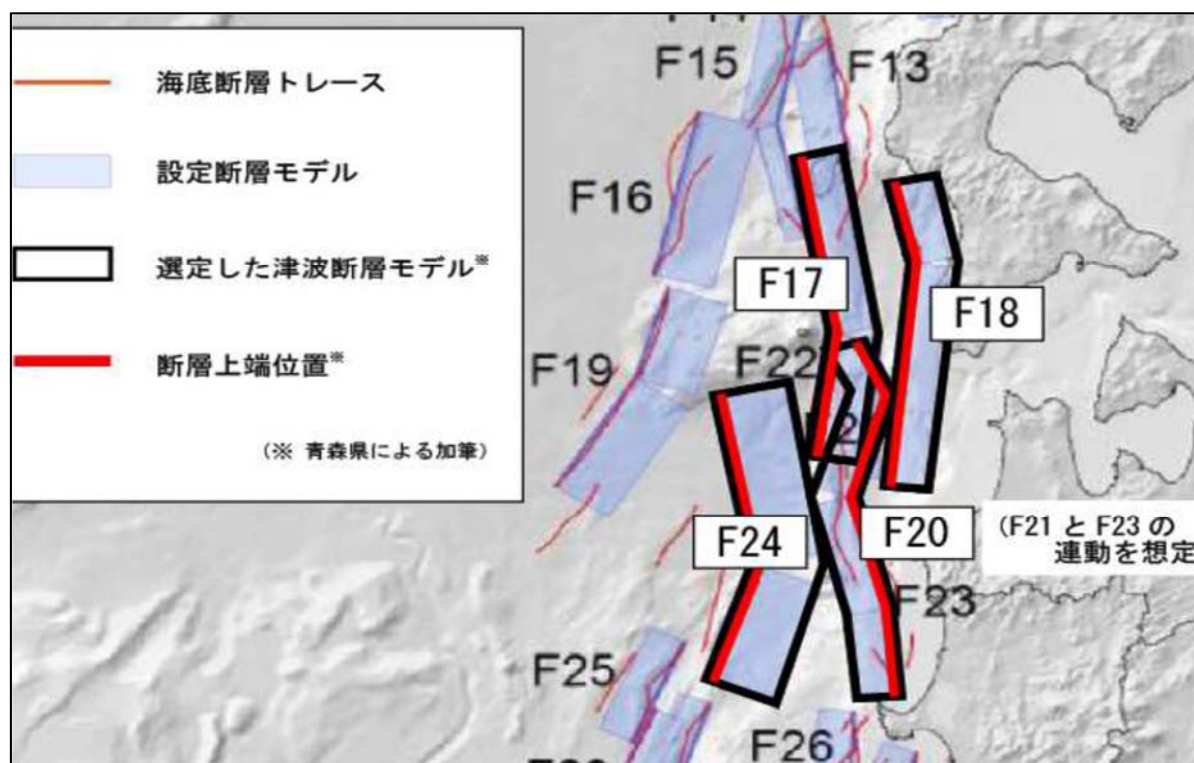 海底断層トレース
設定断層モデル
選定した津波断層モデル※
断層上端位置※
(※ 青森県による加筆)
F15
F13
F16
F17
F18
F19
F22
F24
F20
(F21 と F23 の
連動を想定
F23
F25
F26